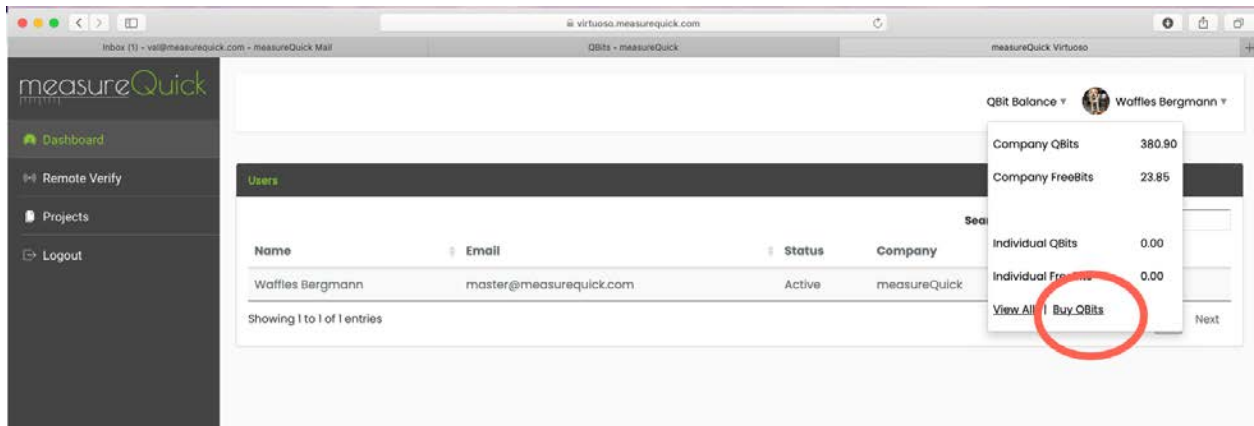 virtuoso.measurequick.com
Inbox (1) - val@measurequick.com - measureQuick Mail
QBits - measureQuick
measureQuick Virtuoso
measureQuick
QBit Balance
Waffles Bergmann
Dashboard
Remote Verify
Projects
Logout
Company QBits 380.90
Company FreeBits 23.85
Individual QBits 0.00
Individual 0.00
View All | Buy QBits
Users
Name Email Status Company
Waffles Bergmann master@measurequick.com Active measureQuick
Showing 1 to 1 of 1 entries
Next